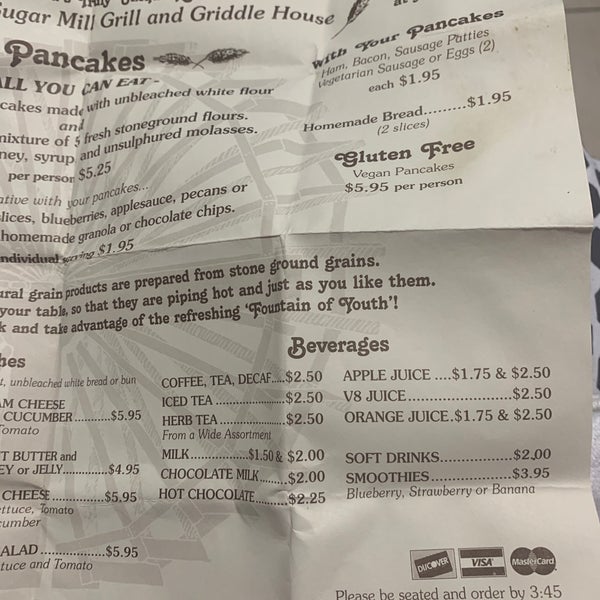 Sugar Mill Grill and Griddle House
Pancakes
ALL YOU CAN EAT-
cakes made with unbleached white flour
and
mixture of 5 fresh stoneground flours.
ney, syrup and unsulphured molasses.
per person $5.25
ative with your pancakes...
lices, blueberries, applesauce, pecans or
homemade granola or chocolate chips.
individual serving $1.95
With Your Pancakes
Ham, Bacon, Sausage Patties
Vegetarian Sausage or Eggs (2)
each $1.95
Homemade Bread.........$1.95
(2 slices)
Gluten Free
Vegan Pancakes
$5.95 per person
ural grain products are prepared from stone ground grains.
your table, so that they are piping hot and just as you like them.
k and take advantage of the refreshing 'Fountain of Youth'!
hes
t, unbleached white bread or bun
AM CHEESE
CUCUMBER..........$5.95
Tomato
T BUTTER and
EY or JELLY...........$4.95
CHEESE..............$5.95
ettuce, Tomato
cumber
ALAD..................$5.95
tuce and Tomato
Beverages
COFFEE, TEA, DECAF....$2.50
ICED TEA................$2.50
HERB TEA................$2.50
From a Wide Assortment
MILK................$1.50 & $2.00
CHOCOLATE MILK......$2.00
HOT CHOCOLATE........$2.25
APPLE JUICE ....$1.75 & $2.50
V8 JUICE.....................$2.50
ORANGE JUICE.$1.75 & $2.50
SOFT DRINKS...............$2.00
SMOOTHIES.................$3.95
Blueberry, Strawberry or Banana
DISCOVER VISA MasterCard
Please be seated and order by 3:45